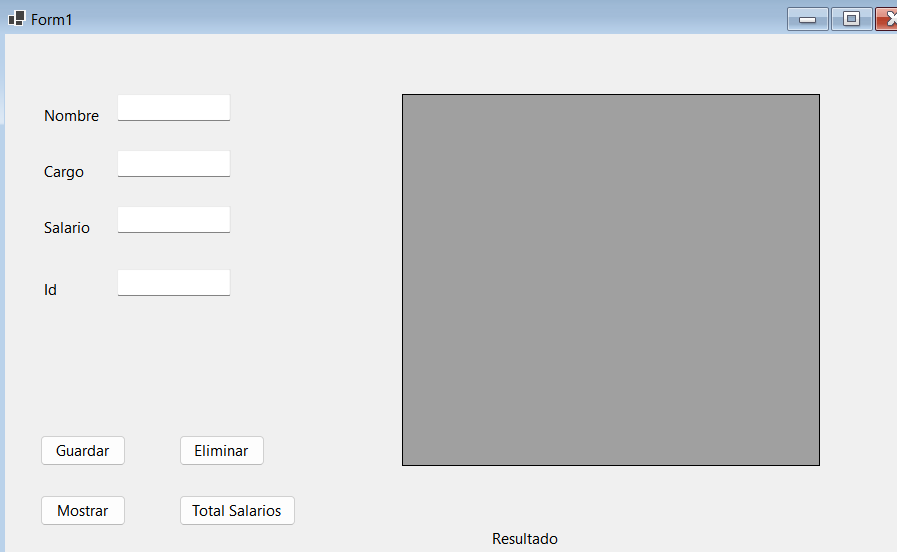 Form1
Nombre
Cargo
Salario
Id
Guardar
Eliminar
Mostrar
Total Salarios
Resultado